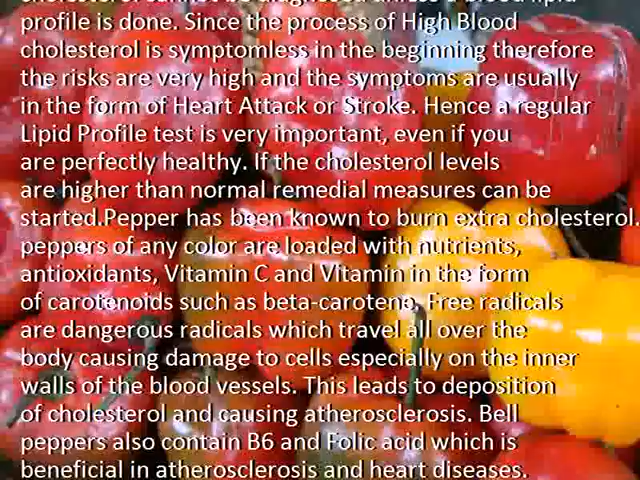 cholesterol cannot be diagnosed unless a blood lipid
profile is done. Since the process of High Blood
cholesterol is symptomless in the beginning therefore
the risks are very high and the symptoms are usually
in the form of Heart Attack or Stroke. Hence a regular
Lipid Profile test is very important, even if you
are perfectly healthy. If the cholesterol levels
are higher than normal remedial measures can be
started.Pepper has been known to burn extra cholesterol.
peppers of any color are loaded with nutrients,
antioxidants, Vitamin C and Vitamin in the form
of carotenoids such as beta-carotene. Free radicals
are dangerous radicals which travel all over the
body causing damage to cells especially on the inner
walls of the blood vessels. This leads to deposition
of cholesterol and causing atherosclerosis. Bell
peppers also contain B6 and Folic acid which is
beneficial in atherosclerosis and heart diseases.